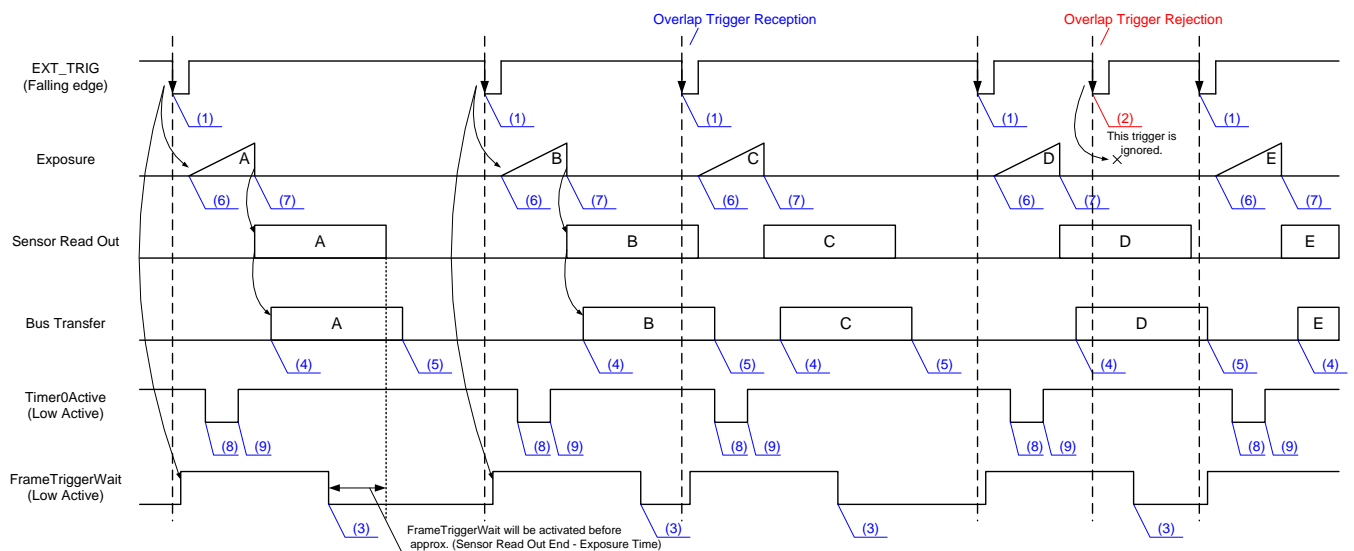 Overlap Trigger Reception
Overlap Trigger Rejection
EXT_TRIG
(Falling edge)
(1)
(1)
(1)
(1)
(2)
(1)
This trigger is
ignored.
Exposure
A
B
C
D
E
(6)
(7)
(6)
(7)
(6)
(7)
(6)
(7)
(6)
(7)
Sensor Read Out
A
B
C
D
E
Bus Transfer
A
B
C
D
E
(4)
(5)
(4)
(5)
(4)
(5)
(4)
(5)
(4)
Timer0Active
(Low Active)
(8)
(9)
(8)
(9)
(8)
(9)
(8)
(9)
(8)
(9)
FrameTriggerWait
(Low Active)
(3)
(3)
(3)
(3)
FrameTriggerWait will be activated before
approx. (Sensor Read Out End - Exposure Time)